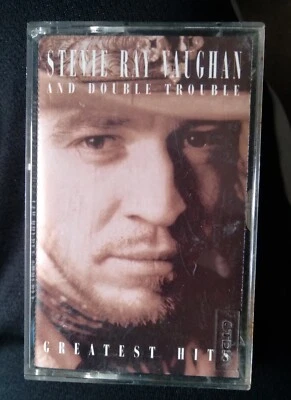 STEVIE RAY VAUGHAN
AND DOUBLE TROUBLE
GREATEST HITS